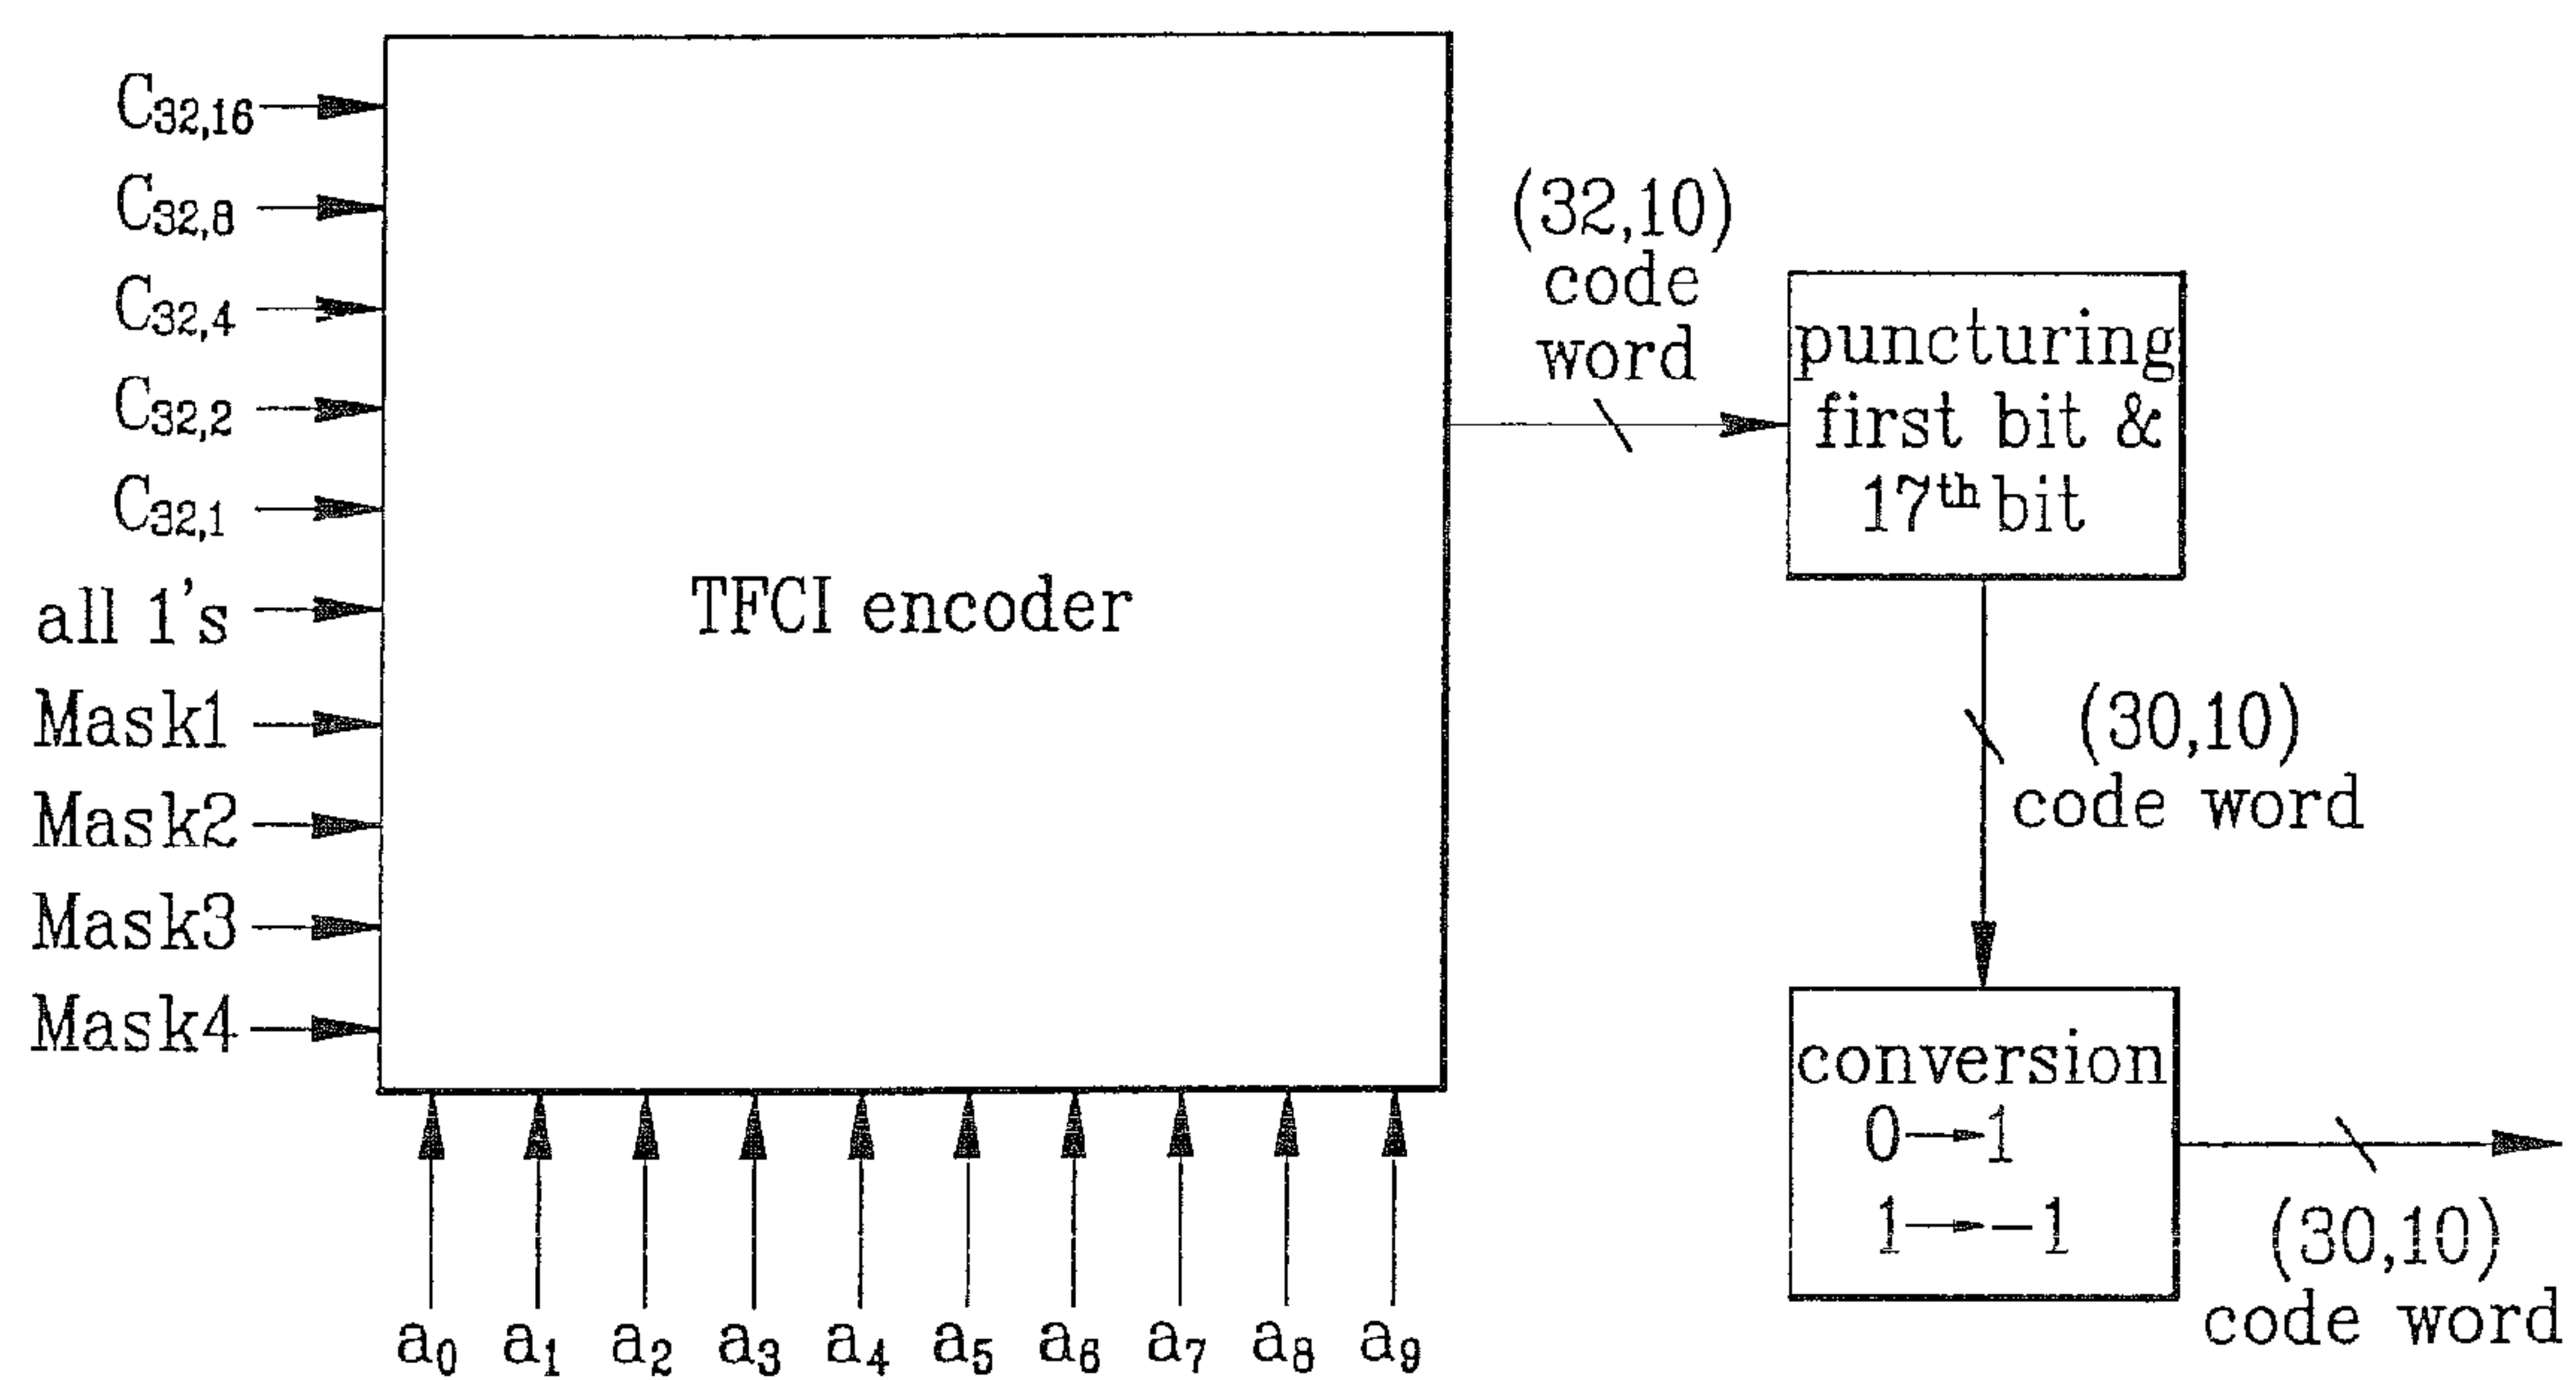 C32,16
C32,8
C32,4
C32,2
C32,1
all 1's
Mask1
Mask2
Mask3
Mask4
TFCI encoder
a0 a1 a2 a3 a4 a5 a6 a7 a8 a9
(32,10)
code
word
puncturing
first bit &
17th bit
(30,10)
code word
conversion
0→1
1→-1
(30,10)
code word